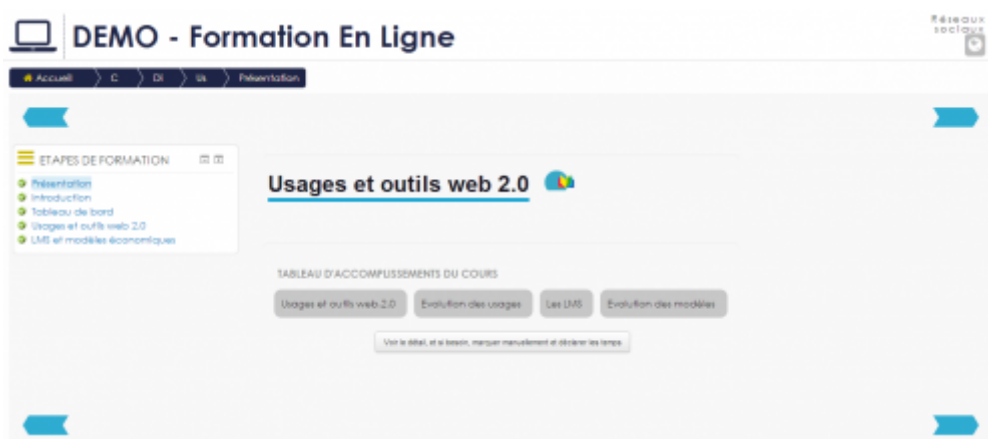 DEMO - Formation En Ligne
Réseaux
sociaux
Accueil C Di Us Présentation
ETAPES DE FORMATION
Présentation
Introduction
Tableau de bord
Usages et outils web 2.0
LMS et modèles économiques
Usages et outils web 2.0
TABLEAU D'ACCOMPLISSEMENTS DU COURS
Usages et outils web 2.0 Evolution des usages Les LMS Evolution des modèles
Voir le détail, et si besoin, marquer manuellement et déclarer les temps